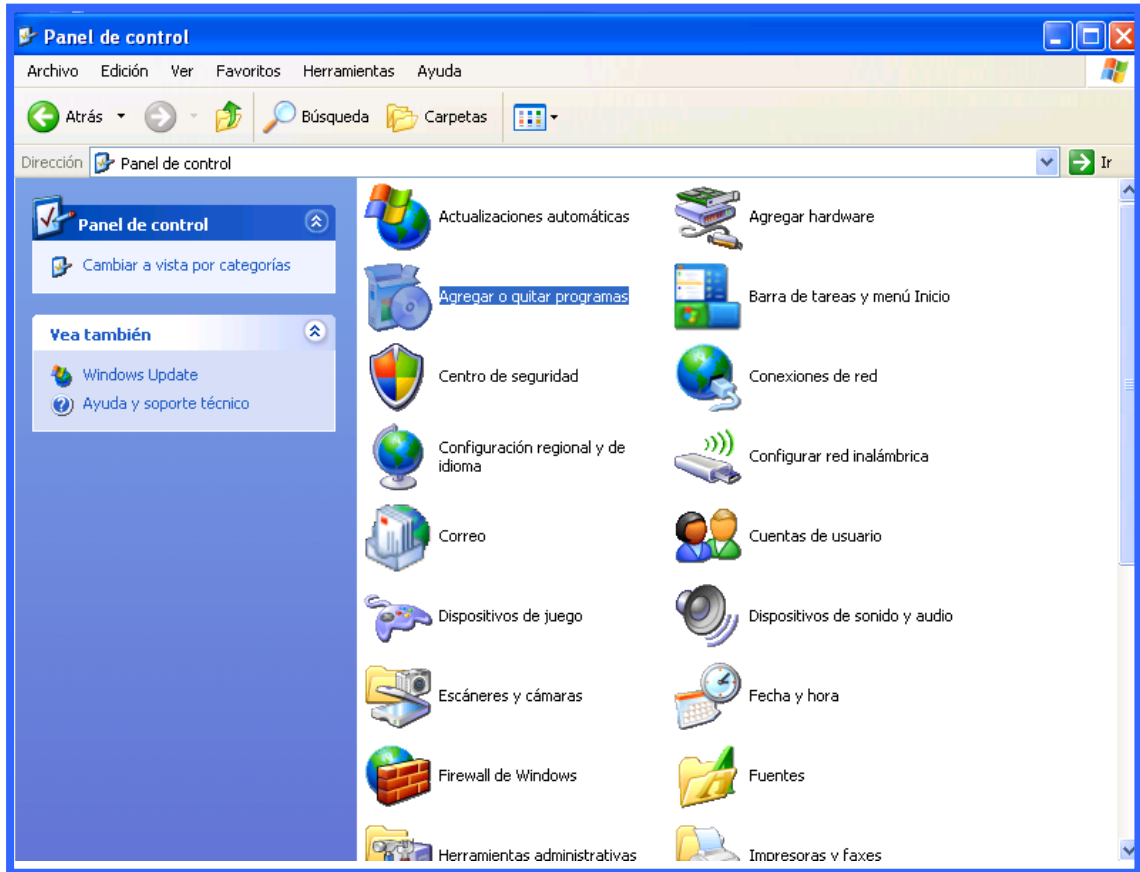 Panel de control
Archivo Edición Ver Favoritos Herramientas Ayuda
Atrás Búsqueda Carpetas
Dirección Panel de control Ir
Panel de control
Cambiar a vista por categorías
Vea también
Windows Update
Ayuda y soporte técnico
Actualizaciones automáticas
Agregar hardware
Agregar o quitar programas
Barra de tareas y menú Inicio
Centro de seguridad
Conexiones de red
Configuración regional y de
idioma
Configurar red inalámbrica
Correo
Cuentas de usuario
Dispositivos de juego
Dispositivos de sonido y audio
Escáneres y cámaras
Fecha y hora
Firewall de Windows
Fuentes
Herramientas administrativas
Impresoras y faxes